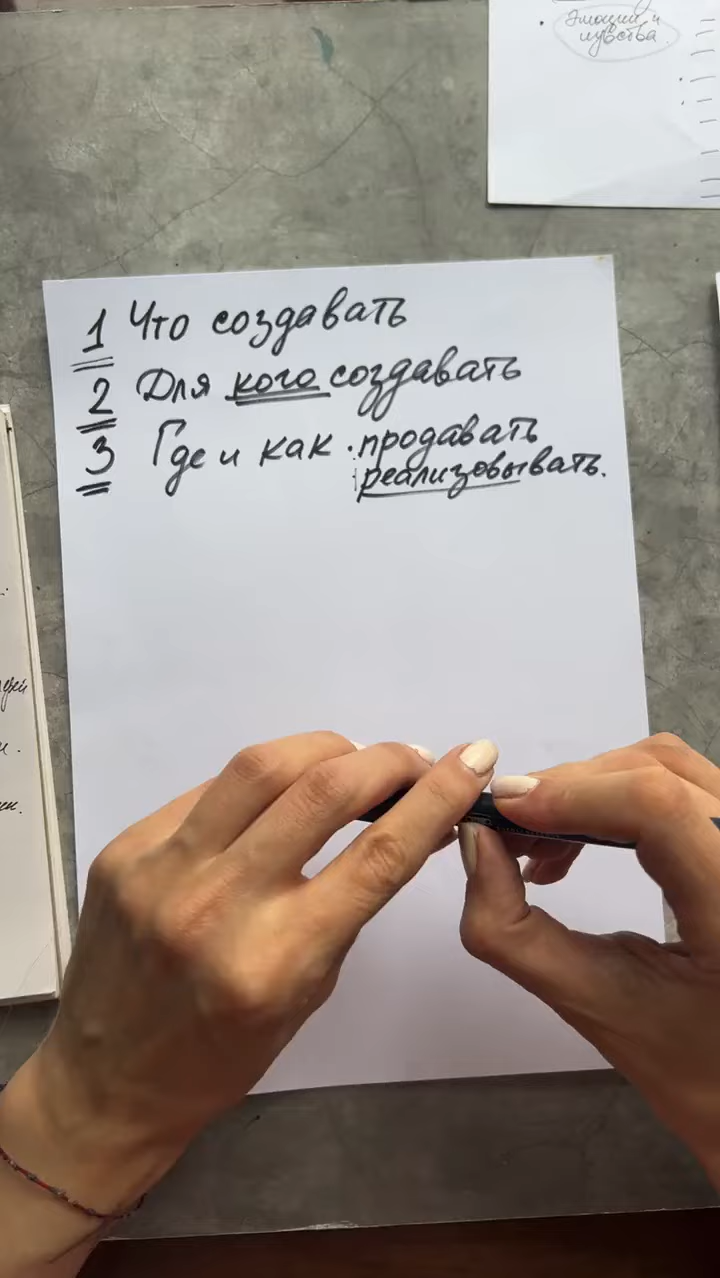 • Эмоции и
чувства
1 Что создавать
2 Для кого создавать
3 Где и как • продавать
реализовывать.